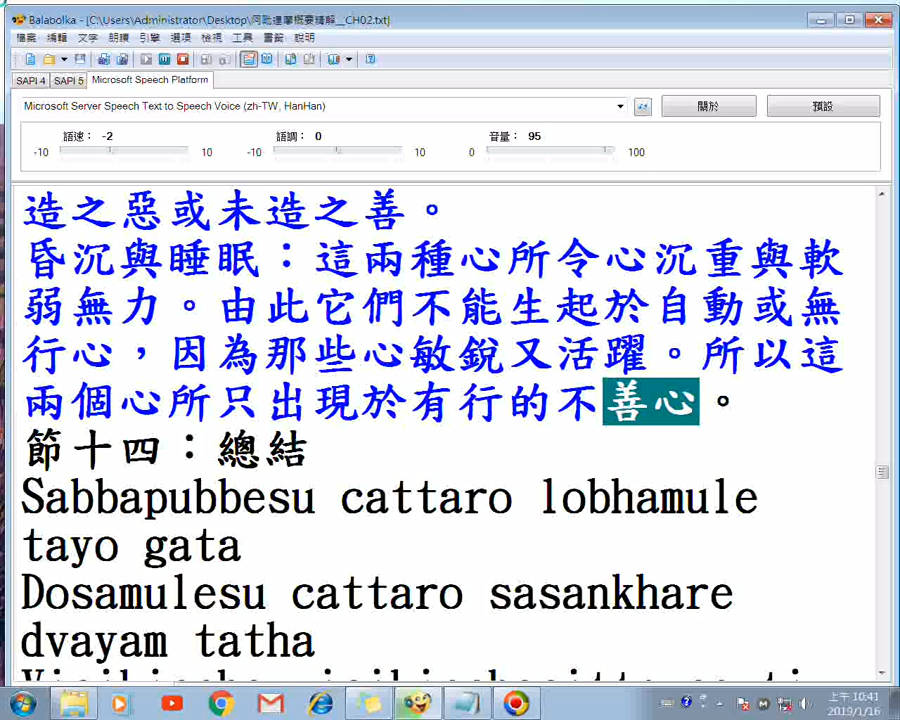 Balabolka - [C:\Users\Administrator\Desktop\阿毗達摩概要精解__CH02.txt]
檔案 編輯 文字 朗讀 引擎 選項 檢視 工具 書籤 說明
SAPI 4 SAPI 5 Microsoft Speech Platform
Microsoft Server Speech Text to Speech Voice (zh-TW, HanHan) 關於 預設
語速： -2 語調： 0 音量： 95
-10 10 -10 10 0 100
造之惡或未造之善。
昏沉與睡眠：這兩種心所令心沉重與軟
弱無力。由此它們不能生起於自動或無
行心，因為那些心敏銳又活躍。所以這
兩個心所只出現於有行的不善心。
節十四：總結
Sabbapubbesu cattaro lobhamule
tayo gata
Dosamulesu cattaro sasankhare
dvayam tatha
上午 10:41
2019/1/16